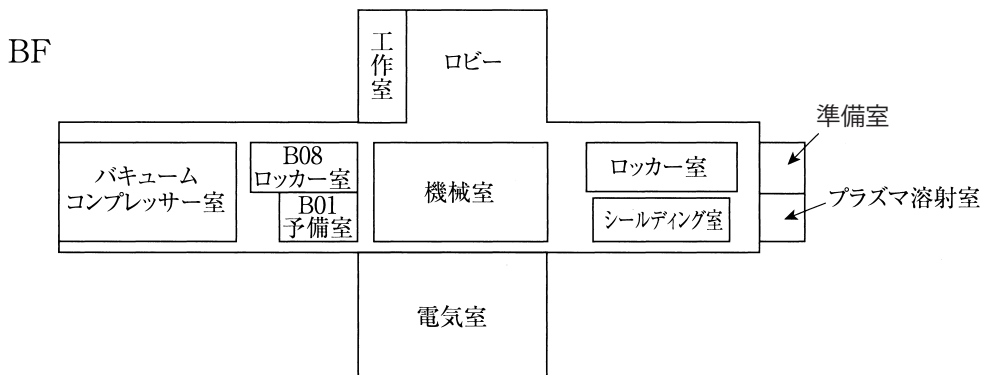 BF
工作室
ロビー
準備室
バキューム
コンプレッサー室
B08
ロッカー室
B01
予備室
機械室
ロッカー室
シールディング室
プラズマ溶射室
電気室